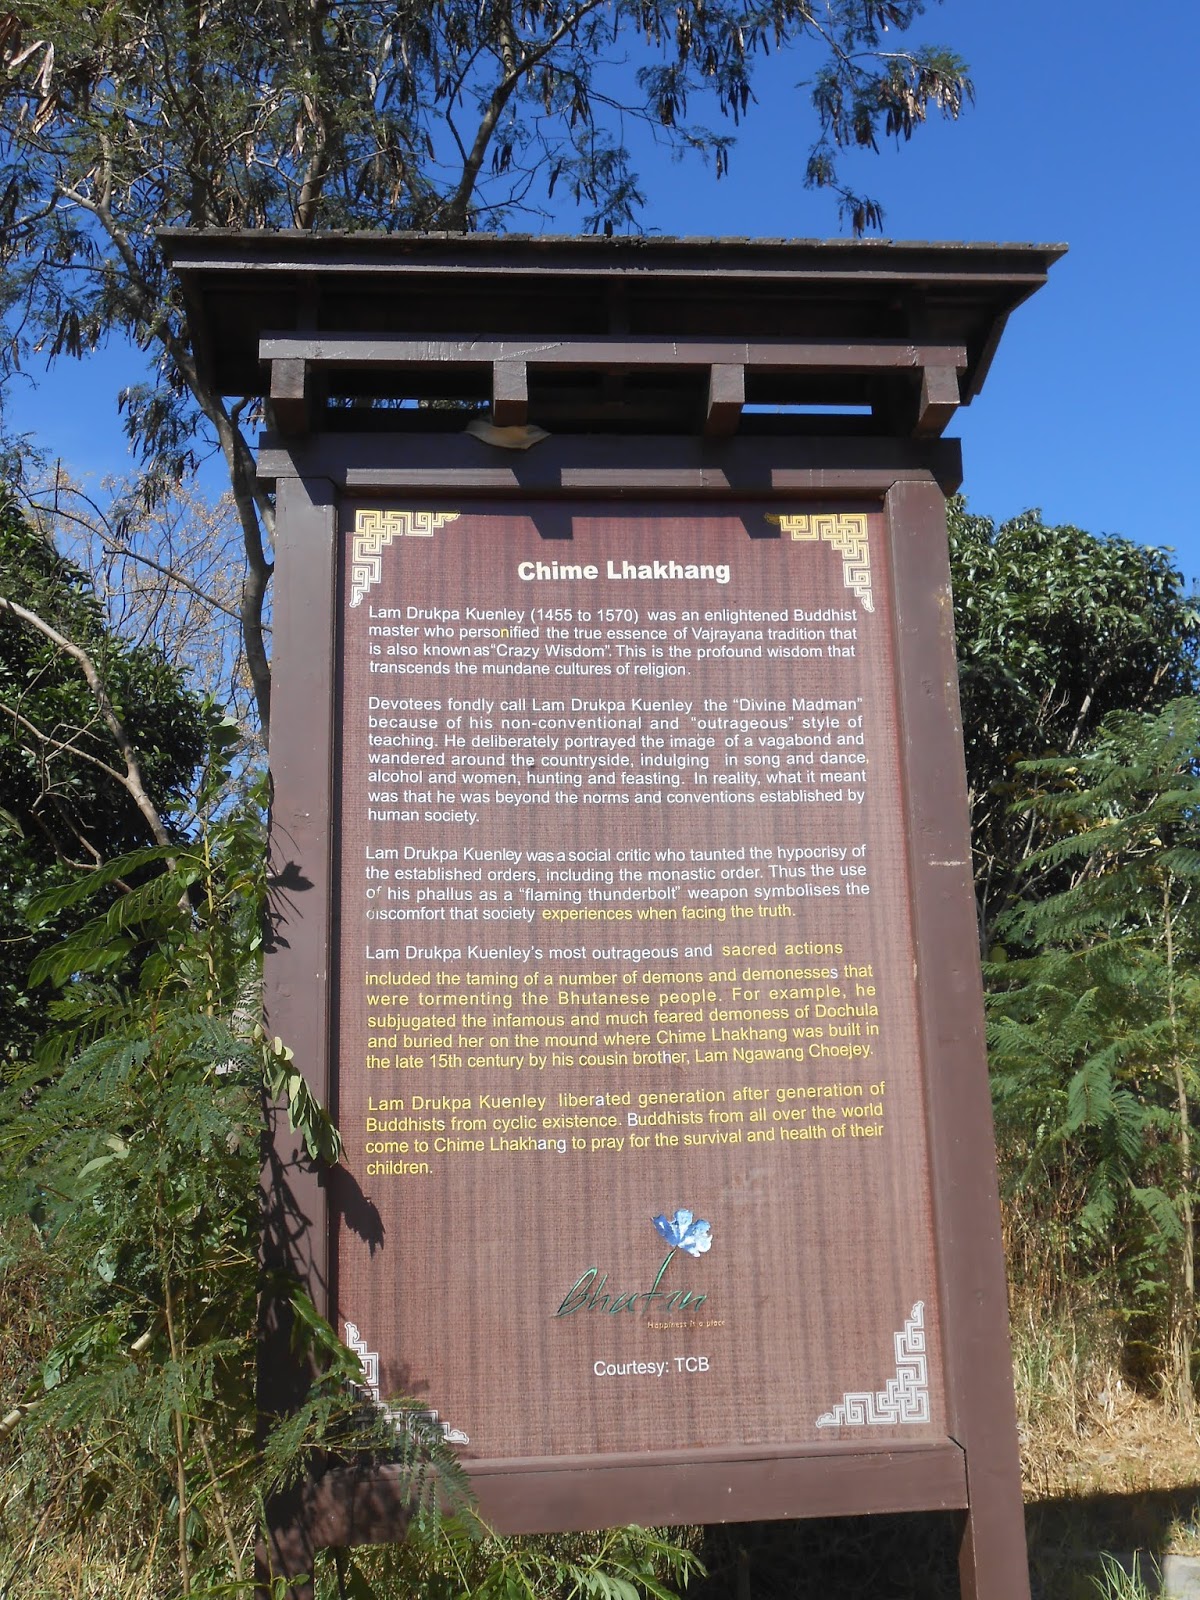 Chime Lhakhang
Lam Drukpa Kuenley (1455 to 1570) was an enlightened Buddhist
master who personified the true essence of Vajrayana tradition that
is also known as "Crazy Wisdom". This is the profound wisdom that
transcends the mundane cultures of religion.
Devotees fondly call Lam Drukpa Kuenley the "Divine Madman"
because of his non-conventional and "outrageous" style of
teaching. He deliberately portrayed the image of a vagabond and
wandered around the countryside, indulging in song and dance,
alcohol and women, hunting and feasting. In reality, what it meant
was that he was beyond the norms and conventions established by
human society.
Lam Drukpa Kuenley was a social critic who taunted the hypocrisy of
the established orders, including the monastic order. Thus the use
of his phallus as a "flaming thunderbolt" weapon symbolises the
discomfort that society experiences when facing the truth.
Lam Drukpa Kuenley's most outrageous and sacred actions
included the taming of a number of demons and demonesses that
were tormenting the Bhutanese people. For example, he
subjugated the infamous and much feared demoness of Dochula
and buried her on the mound where Chime Lhakhang was built in
the late 15th century by his cousin brother, Lam Ngawang Choejey.
Lam Drukpa Kuenley liberated generation after generation of
Buddhists from cyclic existence. Buddhists from all over the world
come to Chime Lhakhang to pray for the survival and health of their
children.
Bhutan
Happiness is a place
Courtesy: TCB